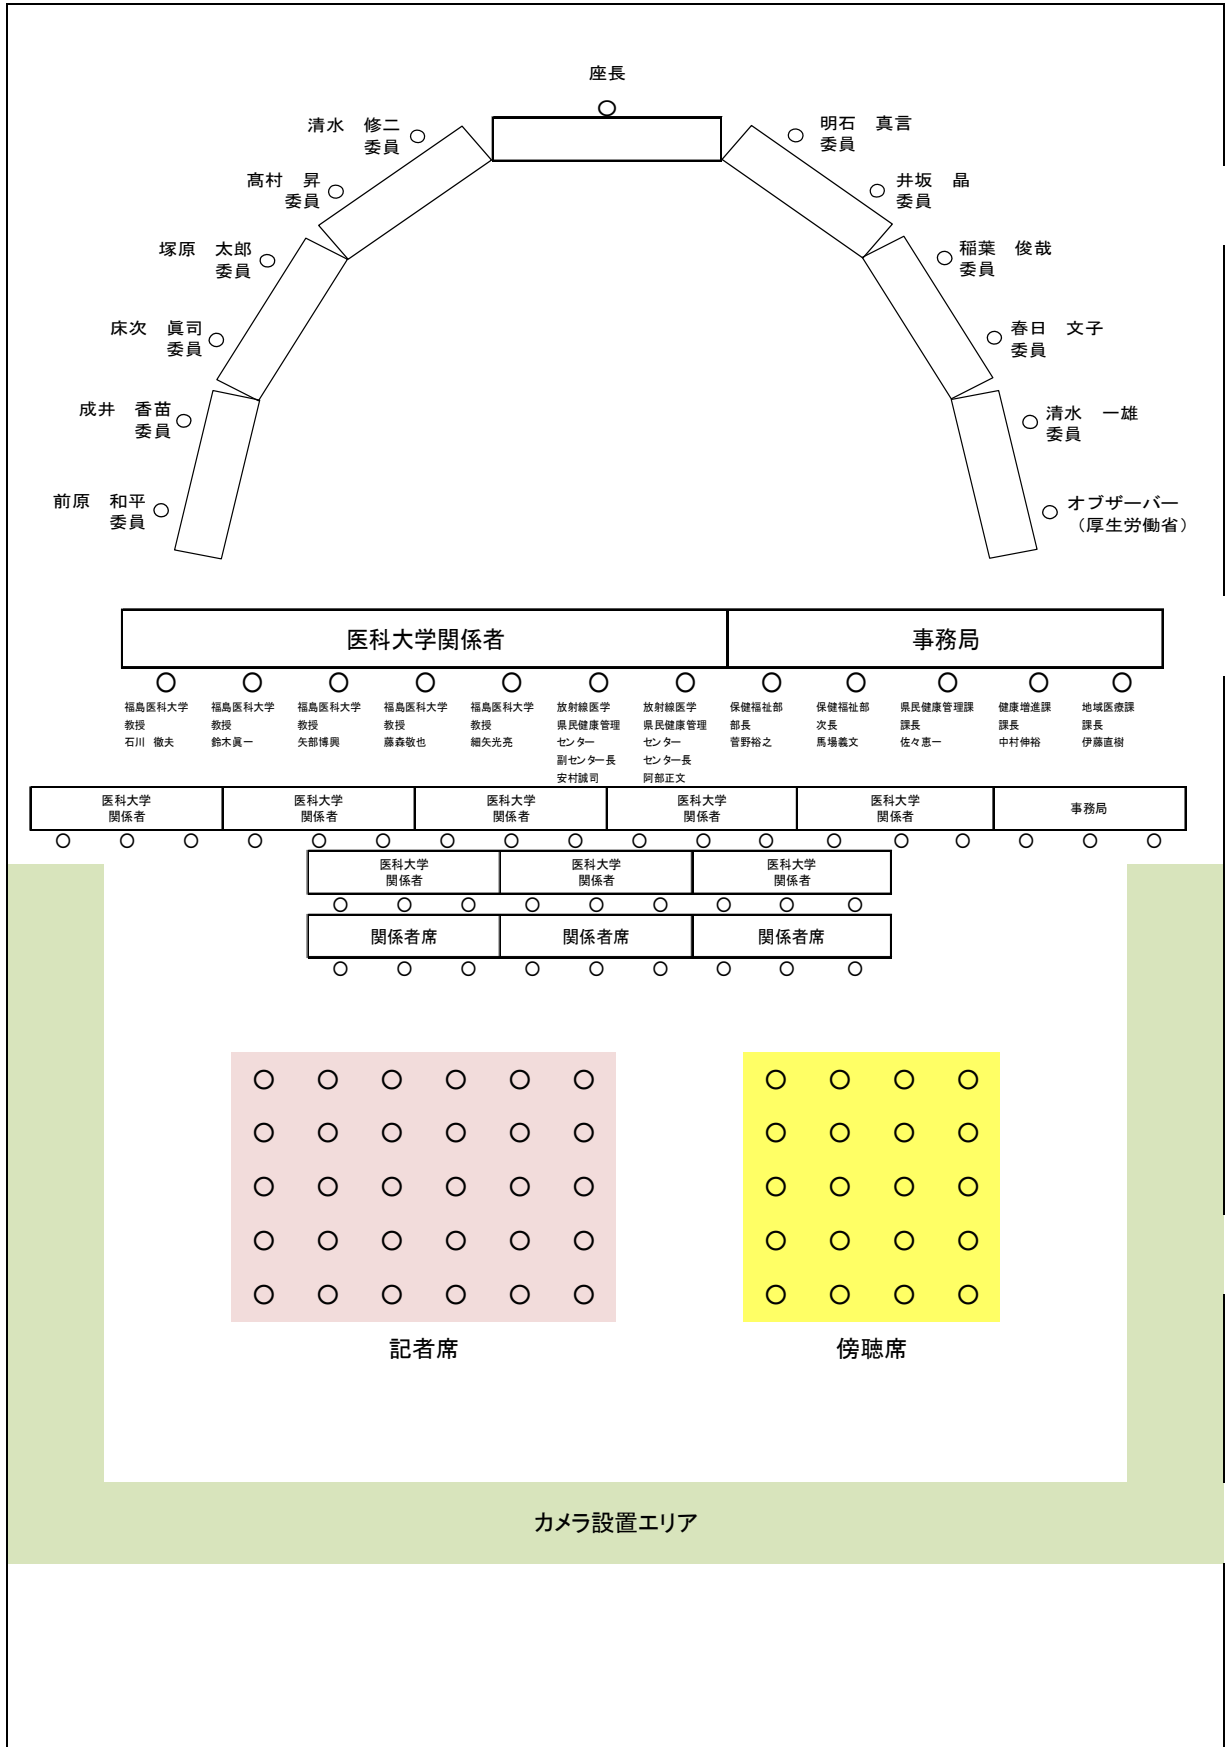 座長
清水　修二
委員
髙村　昇
委員
塚原　太郎
委員
床次　眞司
委員
成井　香苗
委員
前原　和平
委員
明石　真言
委員
井坂　晶
委員
稲葉　俊哉
委員
春日　文子
委員
清水　一雄
委員
オブザーバー
（厚生労働省）
医科大学関係者
事務局
福島医科大学
教授
石川　徹夫
福島医科大学
教授
鈴木眞一
福島医科大学
教授
矢部博興
福島医科大学
教授
藤森敬也
福島医科大学
教授
細矢光亮
放射線医学
県民健康管理
センター
副センター長
安村誠司
放射線医学
県民健康管理
センター
センター長
阿部正文
保健福祉部
部長
菅野裕之
保健福祉部
次長
馬場義文
県民健康管理課
課長
佐々恵一
健康増進課
課長
中村伸裕
地域医療課
課長
伊藤直樹
医科大学
関係者
医科大学
関係者
医科大学
関係者
医科大学
関係者
医科大学
関係者
事務局
医科大学
関係者
医科大学
関係者
医科大学
関係者
関係者席
関係者席
関係者席
記者席
傍聴席
カメラ設置エリア